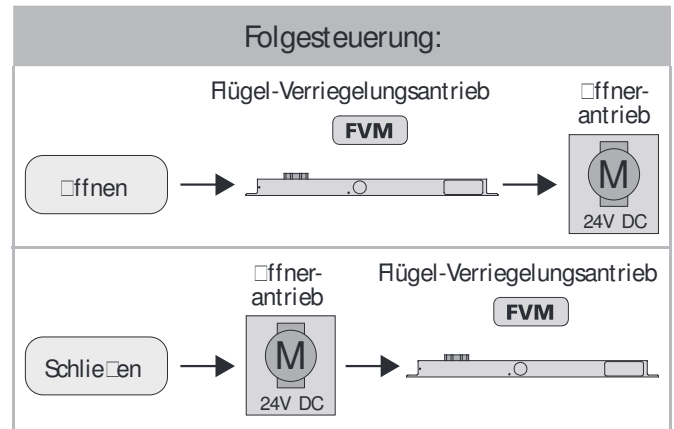 Folgesteuerung:
Flügel-Verriegelungsantrieb
FVM
□ffner-
antrieb
□ffnen
M
24V DC
□ffner-
antrieb
Flügel-Verriegelungsantrieb
FVM
Schlie□en
M
24V DC